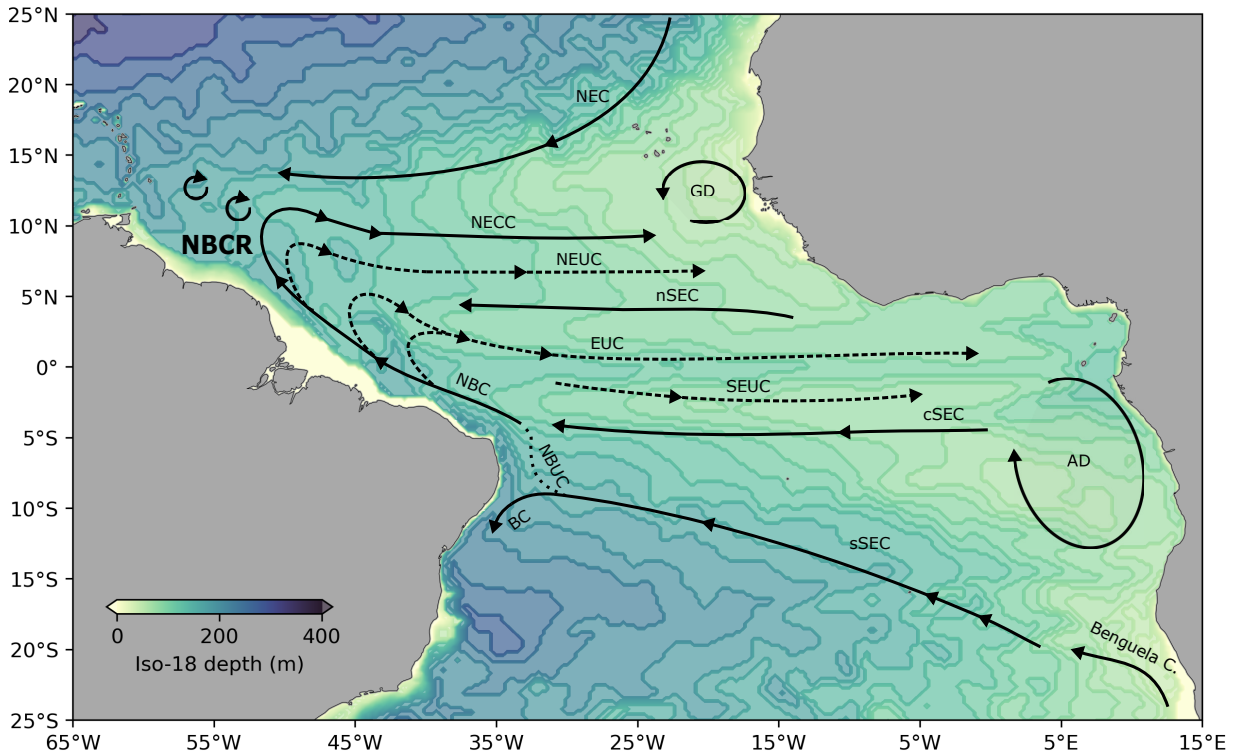 25°N
20°N
15°N
10°N
5°N
0°
5°S
10°S
15°S
20°S
25°S
NEC
GD
NBCR
NECC
NEUC
nSEC
EUC
NBC
SEUC
cSEC
NBUC
AD
BC
sSEC
Benguela C.
0 200 400
Iso-18 depth (m)
65°W 55°W 45°W 35°W 25°W 15°W 5°W 5°E 15°E